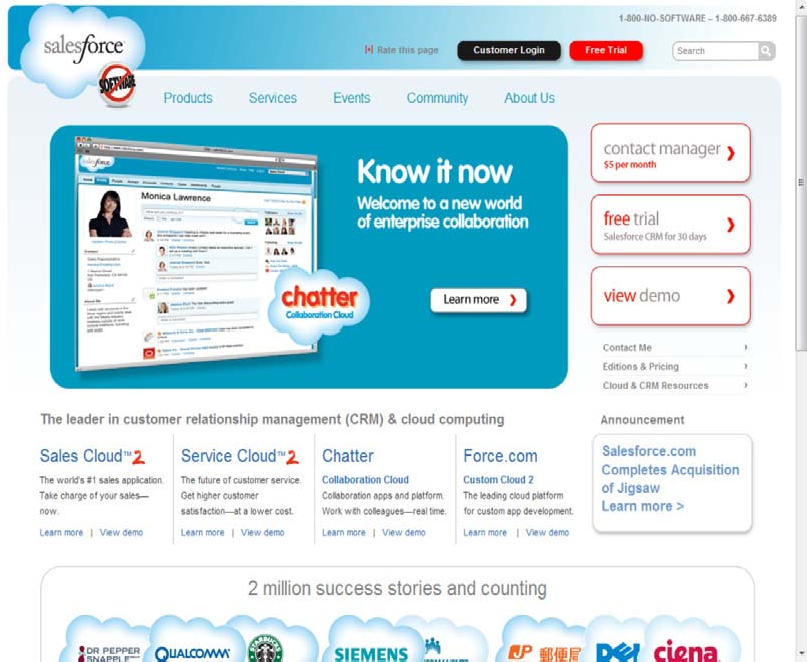 1-800-NO-SOFTWARE – 1-800-667-6389
salesforce
SOFTWARE
Rate this page
Customer Login
Free Trial
Search
Products
Services
Events
Community
About Us
salesforce
Monica Lawrence
Know it now
Welcome to a new world
of enterprise collaboration
chatter
Collaboration Cloud
Learn more
contact manager
$5 per month
free trial
Salesforce CRM for 30 days
view demo
Contact Me
Editions & Pricing
Cloud & CRM Resources
The leader in customer relationship management (CRM) & cloud computing
Sales Cloud™2
The world's #1 sales application.
Take charge of your sales—
now.
Learn more | View demo
Service Cloud™2
The future of customer service.
Get higher customer
satisfaction—at a lower cost.
Learn more | View demo
Chatter
Collaboration Cloud
Collaboration apps and platform.
Work with colleagues—real time.
Learn more | View demo
Force.com
Custom Cloud 2
The leading cloud platform
for custom app development.
Learn more | View demo
Announcement
Salesforce.com
Completes Acquisition
of Jigsaw
Learn more >
2 million success stories and counting
DR PEPPER
SNAPPLE
QUALCOMM
STARBUCKS
SIEMENS
JP 郵便局
DELL
ciena